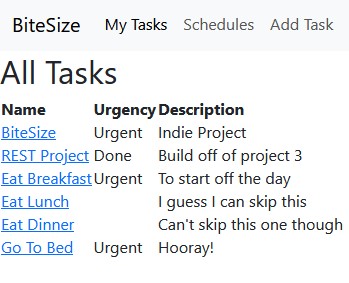 BiteSize My Tasks Schedules Add Task
All Tasks
Name Urgency Description
BiteSize Urgent Indie Project
REST Project Done Build off of project 3
Eat Breakfast Urgent To start off the day
Eat Lunch I guess I can skip this
Eat Dinner Can't skip this one though
Go To Bed Urgent Hooray!